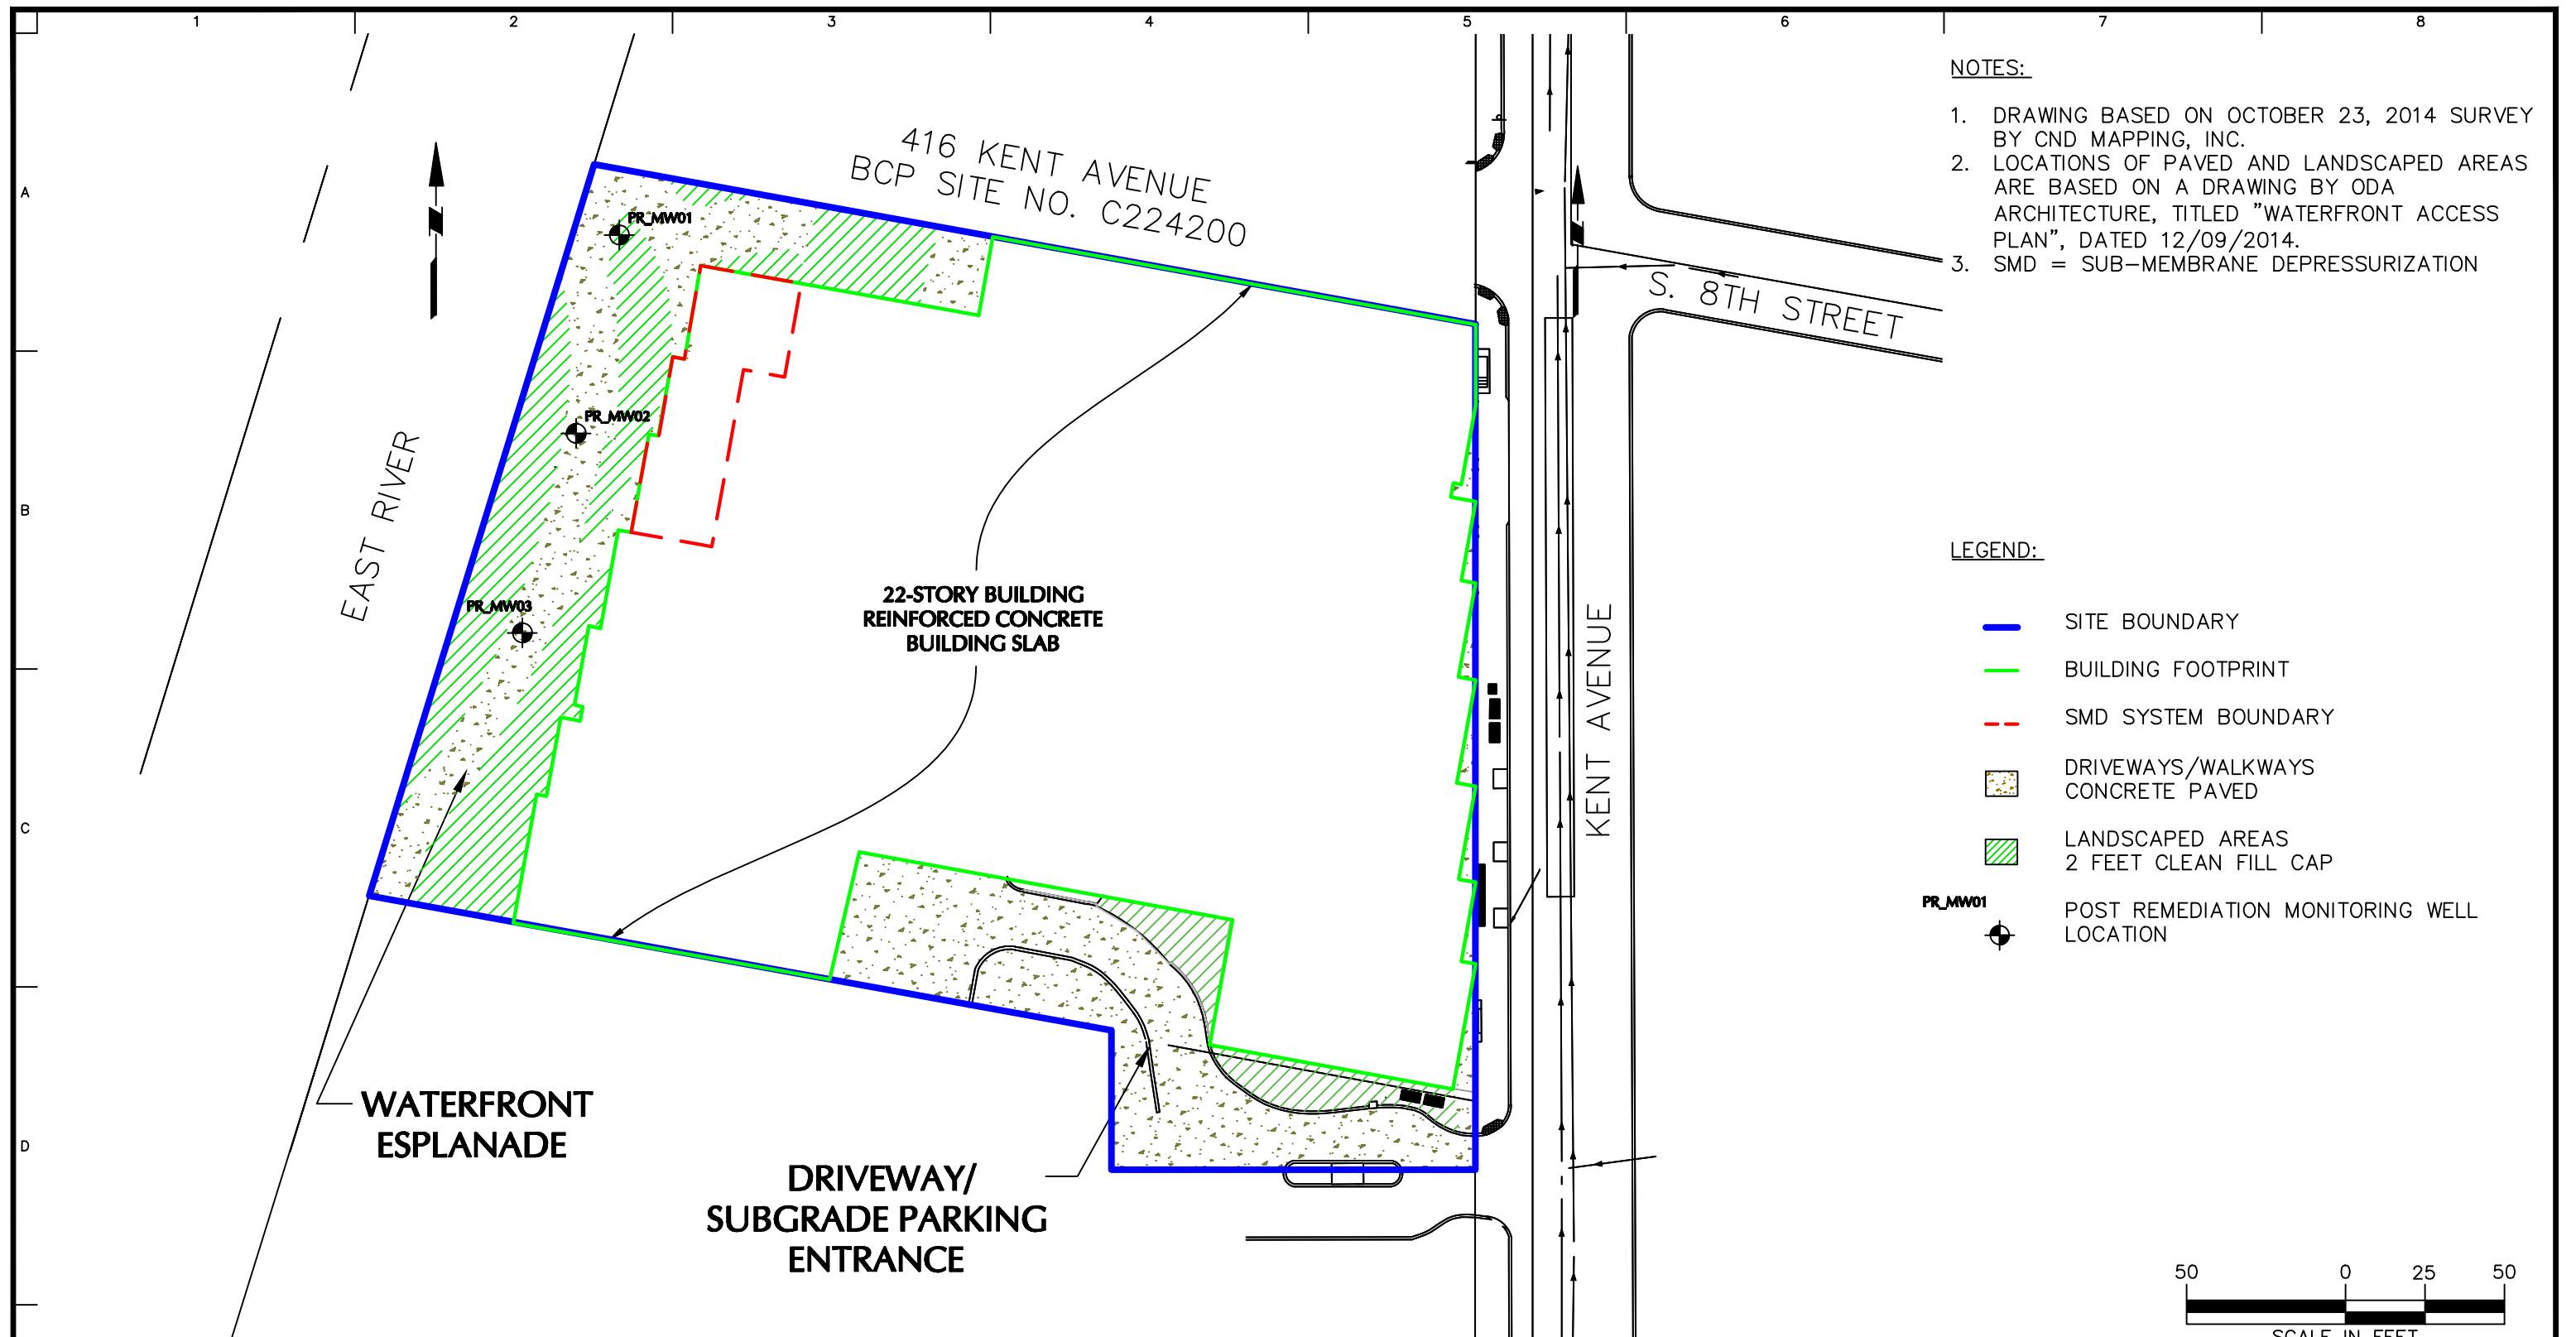 1 2 3 4 5 6 7 8
A
B
C
D
416 KENT AVENUE
BCP SITE NO. C224200
PR_MW01
PR_MW02
PR_MW03
EAST RIVER
22-STORY BUILDING
REINFORCED CONCRETE
BUILDING SLAB
S. 8TH STREET
KENT AVENUE
WATERFRONT
ESPLANADE
DRIVEWAY/
SUBGRADE PARKING
ENTRANCE
NOTES:
1. DRAWING BASED ON OCTOBER 23, 2014 SURVEY
BY CND MAPPING, INC.
2. LOCATIONS OF PAVED AND LANDSCAPED AREAS
ARE BASED ON A DRAWING BY ODA
ARCHITECTURE, TITLED "WATERFRONT ACCESS
PLAN", DATED 12/09/2014.
3. SMD = SUB-MEMBRANE DEPRESSURIZATION
LEGEND:
SITE BOUNDARY
BUILDING FOOTPRINT
SMD SYSTEM BOUNDARY
DRIVEWAYS/WALKWAYS
CONCRETE PAVED
LANDSCAPED AREAS
2 FEET CLEAN FILL CAP
PR_MW01
POST REMEDIATION MONITORING WELL
LOCATION
50 0 25 50
SCALE IN FEET